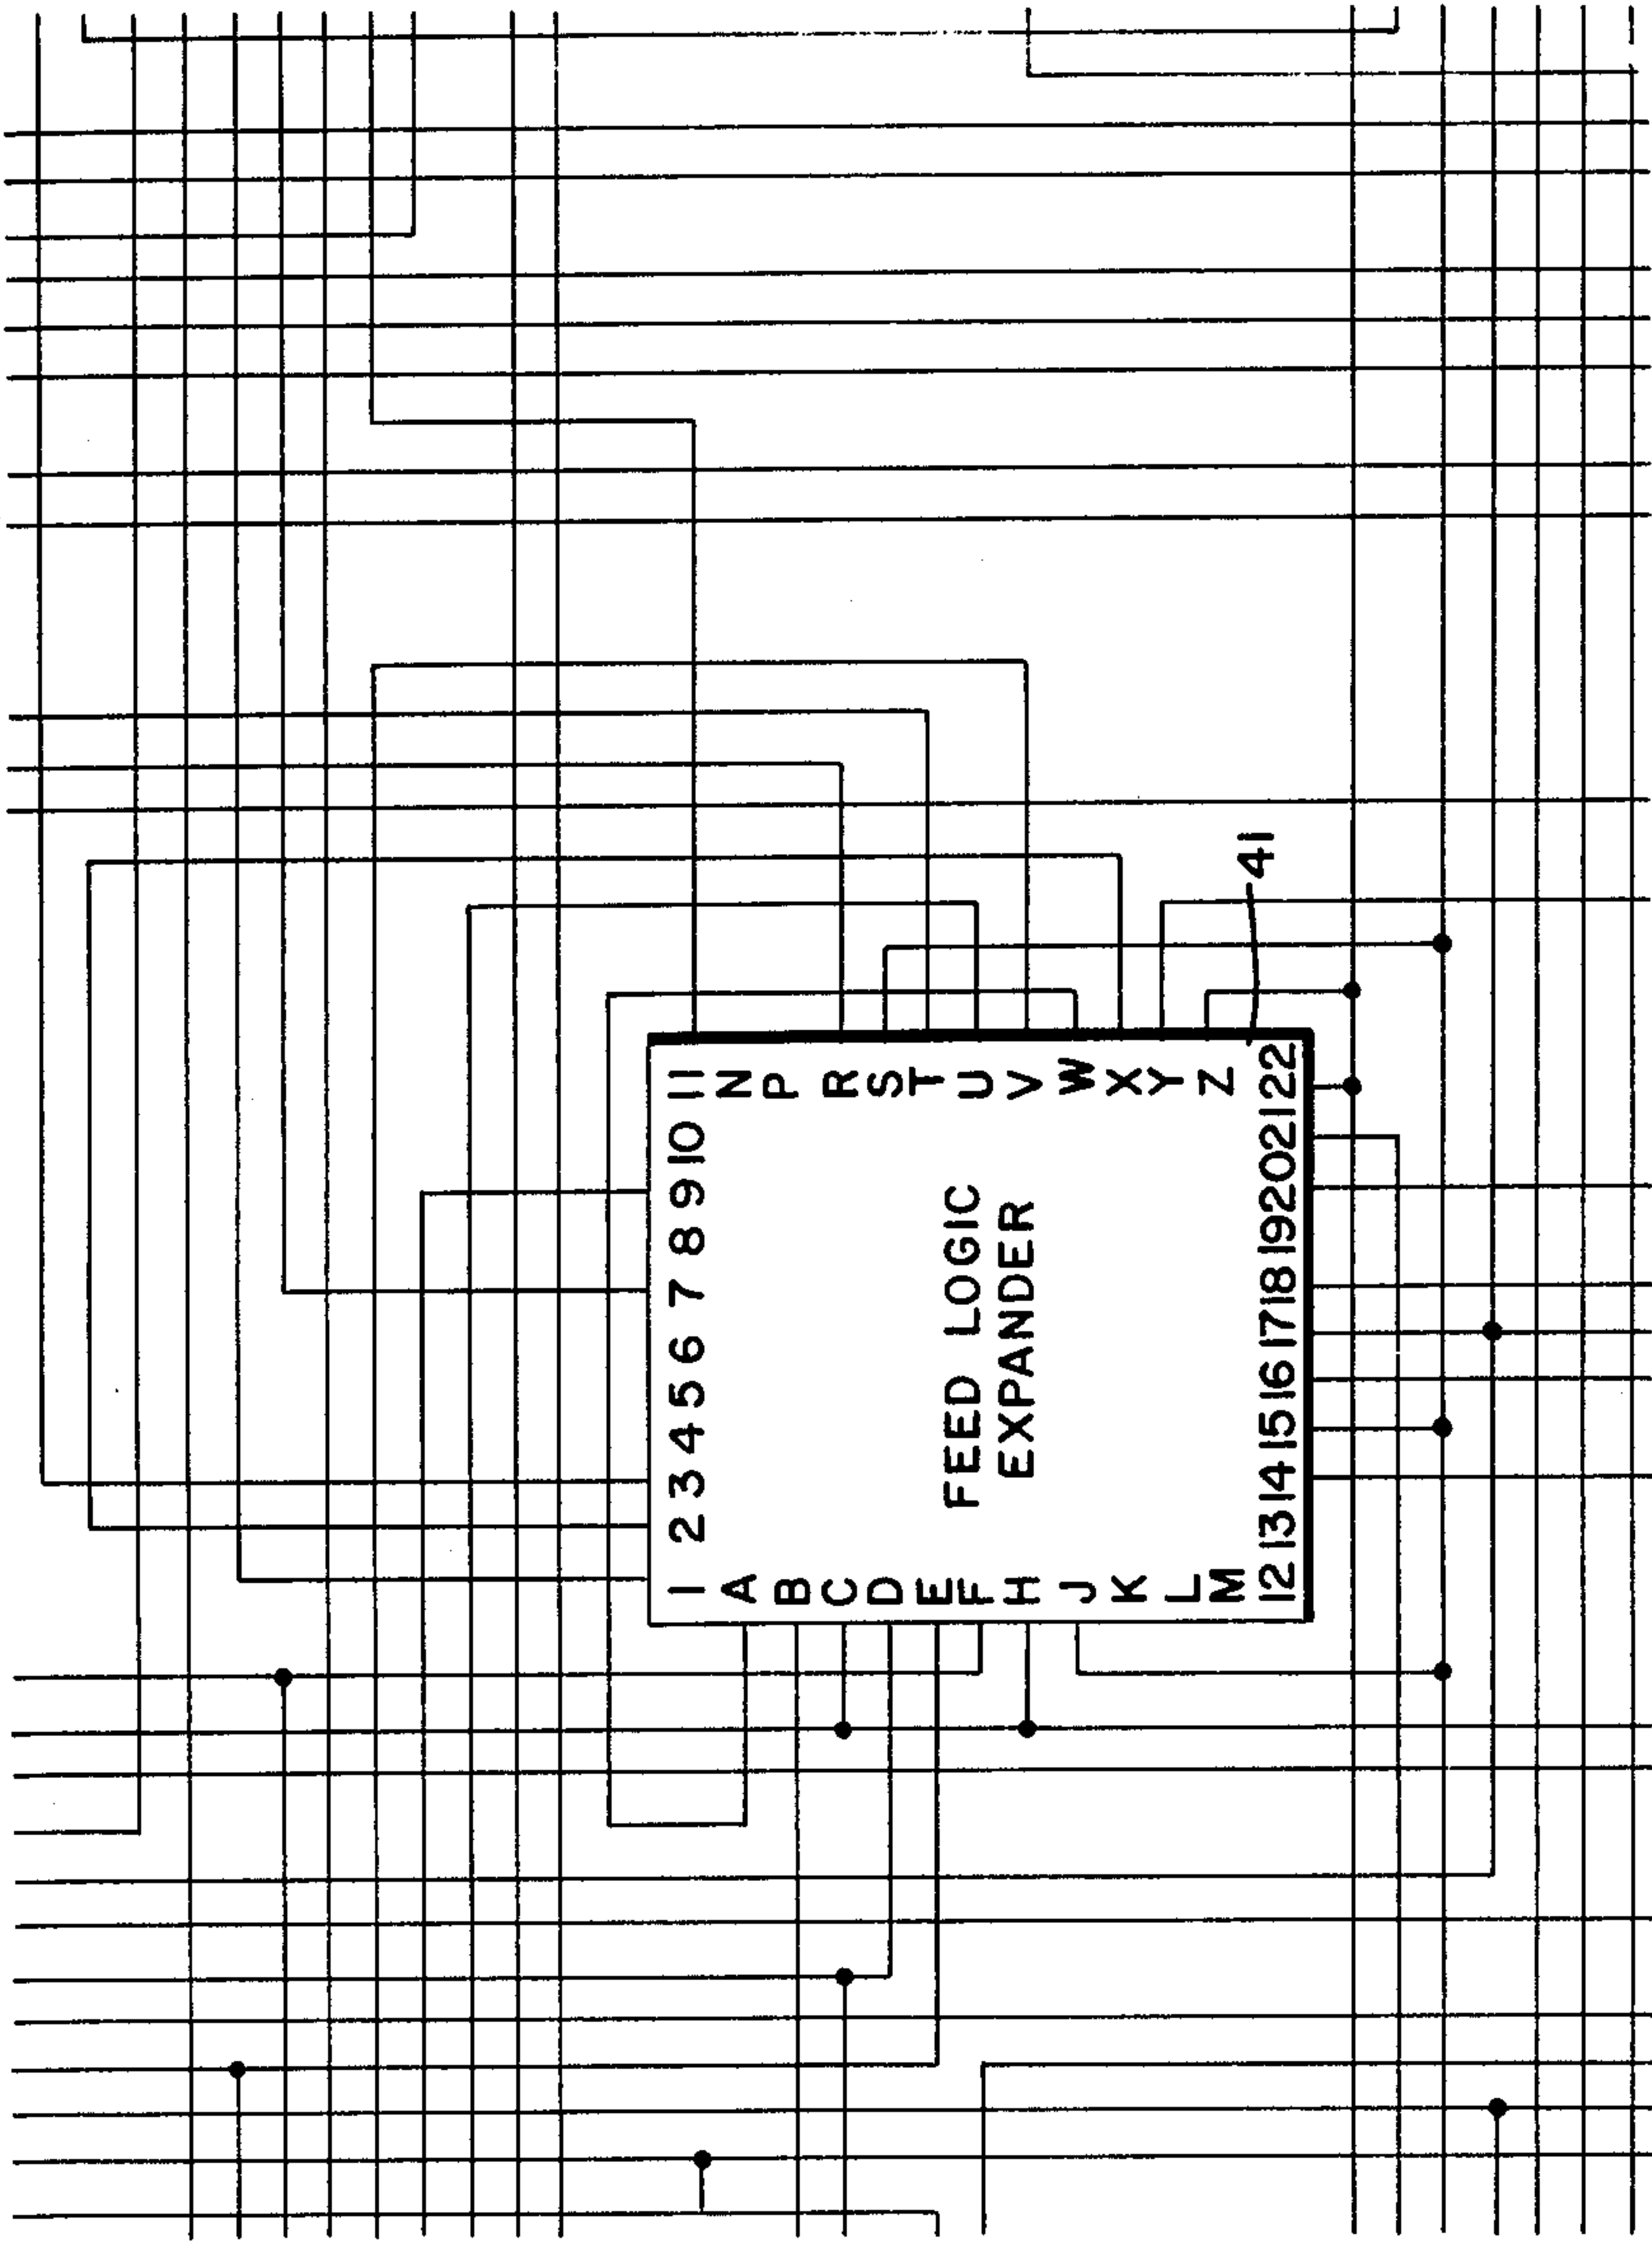 1 2 3 4 5 6 7 8 9 10 11
A
B
C
D
E
F
H
J
K
L
M
N
P
R
S
T
U
V
W
X
Y
Z
FEED LOGIC
EXPANDER
12 13 14 15 16 17 18 19 20 21 22
41